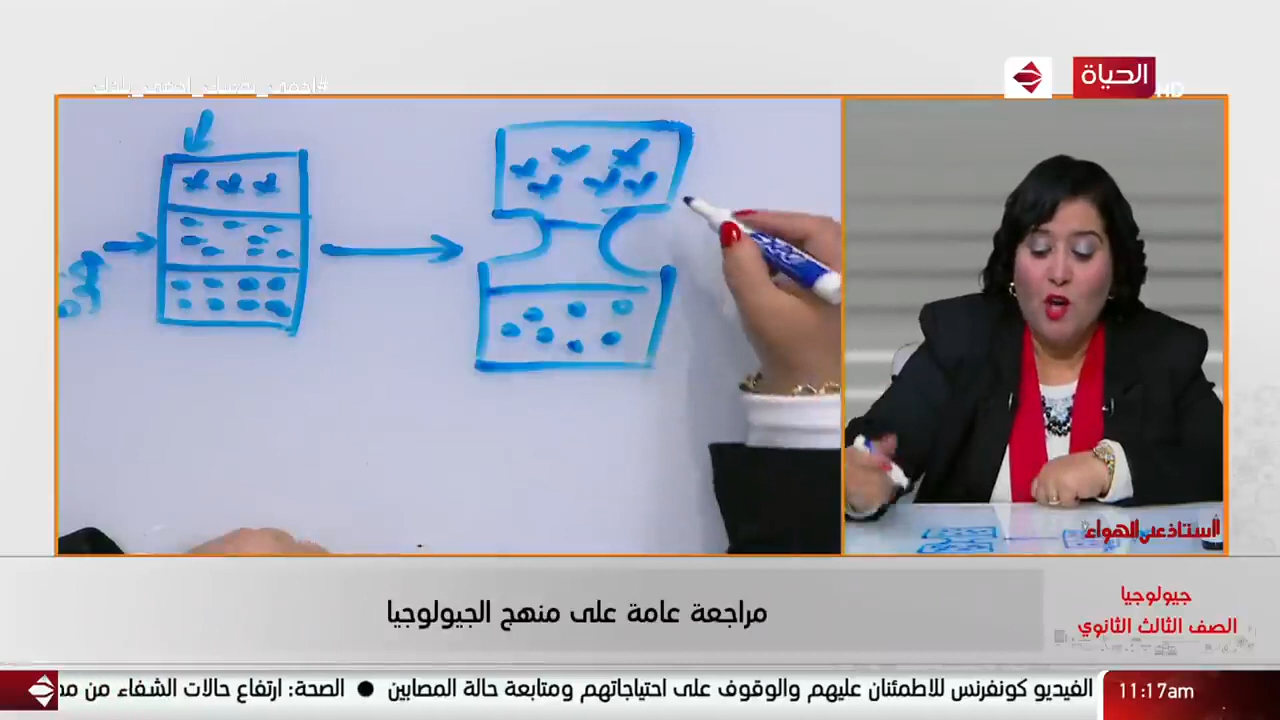 الحياة
HD
أستاذ على الهواء
جيولوجيا
الصف الثالث الثانوي
مراجعة عامة على منهج الجيولوجيا
11:17am
الفيديو كونفرنس للاطمئنان عليهم والوقوف على احتياجاتهم ومتابعة حالة المصابين ● الصحة: ارتفاع حالات الشفاء من